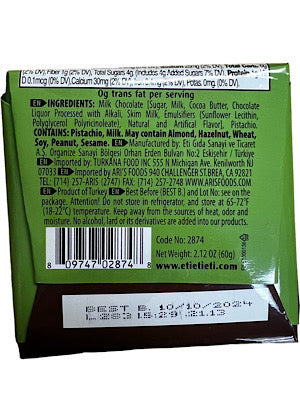 (2% DV), Fiber 1g (2% DV), Total Sugars 4g, (includes 4g Added Sugars 7% DV), Protein
D 0.1mcg (0% DV), Calcium 30mg (2% DV), Potas 0mg (0% DV)
0g trans fat per serving
EN INGREDIENTS: Milk Chocolate [Sugar, Milk, Cocoa Butter, Chocolate
Liquor Processed with Alkali, Skim Milk, Emulsifiers (Sunflower Lecithin,
Polyglycerol Polyricinoleate), Natural and Artificial Flavor], Pistachio.
CONTAINS: Pistachio, Milk. May contain Almond, Hazelnut, Wheat,
Soy, Peanut, Sesame. EN Manufactured by: Eti Gıda Sanayi ve Ticaret
A.S. Organize Sanayi Bölgesi Orhan Erden Bulvarı No:2 Eskişehir / Türkiye
EN Imported by: TURKANA FOOD INC 555 N Michigan Ave. Kenilworth NJ
07033 EN Imported by: ARIS FOODS 940 CHALLENGER ST.BREA, CA 92821
TEL: (714) 257-ARIS (2747) FAX: (714) 257-2748 WWW.ARISFOODS.COM
EN Product of Turkey EN Best Before (BEST B.) and Lot No: see on the
package. Attention! Do not store in refrigerator, and store at 65-72°F
(18-22°C) temperature. Keep away from the sources of heat, odor and
moisture. No alcohol, lard or its derivatives are added into our products.
Code No: 2874
Net Weight: 2.12 OZ (60g)
www.etietieti.com
8 09747 02874 8
BEST B. 10/10/2024